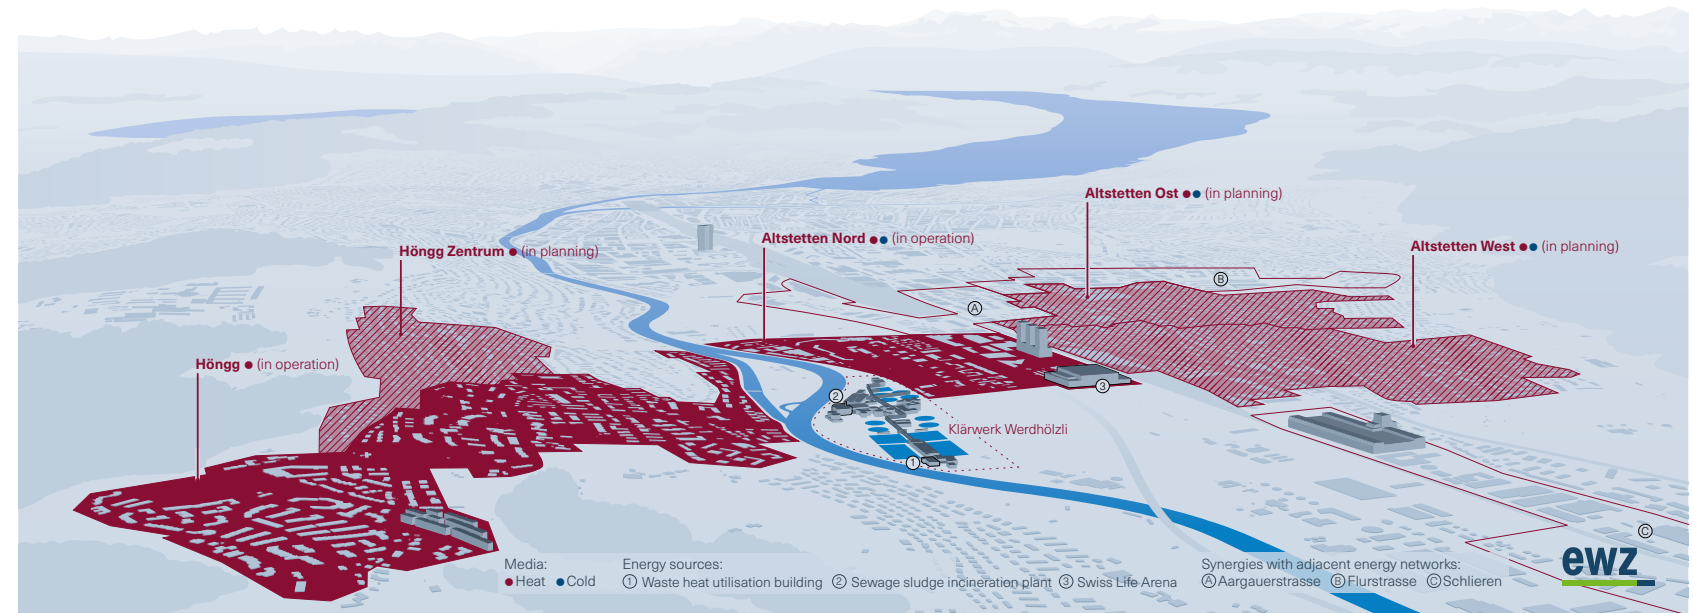 Altstetten Ost ●● (in planning)
Altstetten Nord ●● (in operation)
Altstetten West ●● (in planning)
Höngg Zentrum ● (in planning)
B
A
Höngg ● (in operation)
3
2
Klärwerk Werdhölzli
1
C
Media:
● Heat ● Cold
Energy sources:
1 Waste heat utilisation building 2 Sewage sludge incineration plant 3 Swiss Life Arena
Synergies with adjacent energy networks:
A Aargauerstrasse B Flurstrasse C Schlieren
ewz